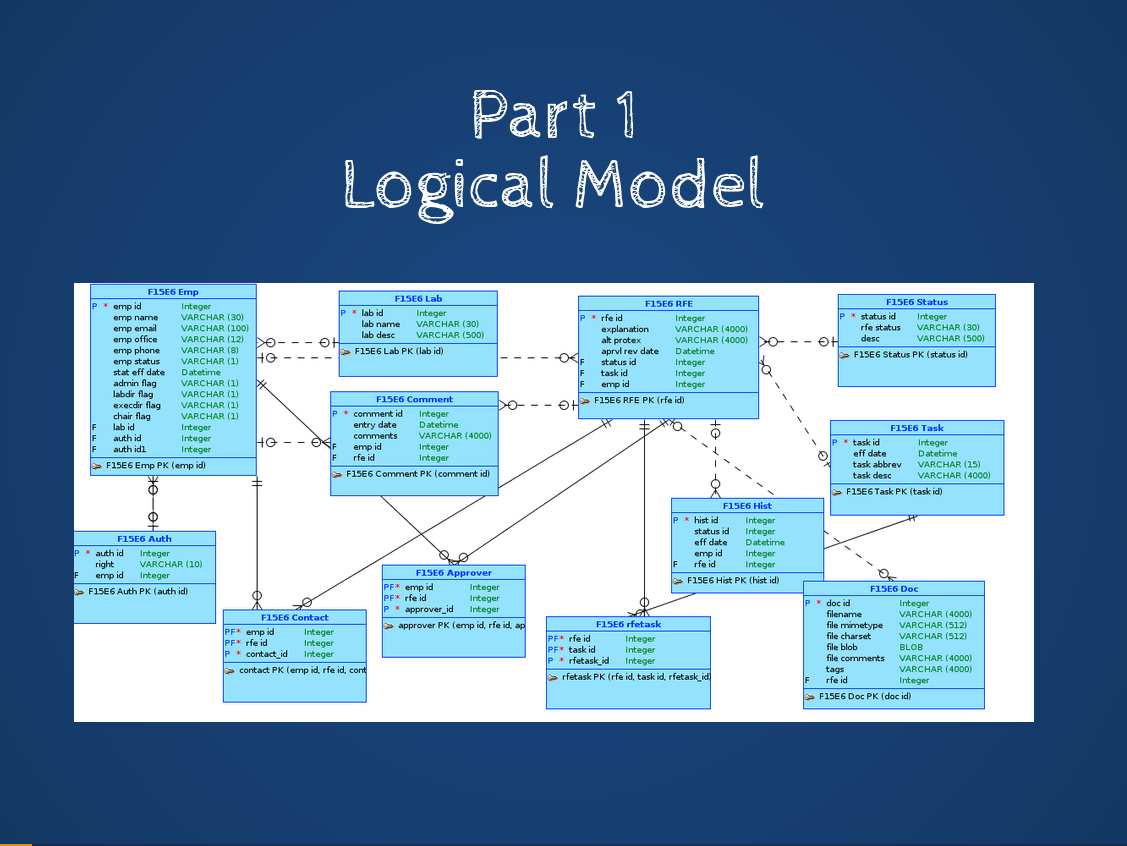 Part 1
Logical Model
F15E6 Emp
P * emp id Integer
emp name VARCHAR (30)
emp email VARCHAR (100)
emp office VARCHAR (12)
emp phone VARCHAR (8)
emp status VARCHAR (1)
stat eff date Datetime
admin flag VARCHAR (1)
labdir flag VARCHAR (1)
execdir flag VARCHAR (1)
chair flag VARCHAR (1)
F lab id Integer
F auth id Integer
F auth id1 Integer
F15E6 Emp PK (emp id)
F15E6 Lab
P * lab id Integer
lab name VARCHAR (30)
lab desc VARCHAR (500)
F15E6 Lab PK (lab id)
F15E6 RFE
P * rfe id Integer
explanation VARCHAR (4000)
alt protex VARCHAR (4000)
aprvl rev date Datetime
F status id Integer
F task id Integer
F emp id Integer
F15E6 RFE PK (rfe id)
F15E6 Status
P * status id Integer
rfe status VARCHAR (30)
desc VARCHAR (500)
F15E6 Status PK (status id)
F15E6 Comment
P * comment id Integer
entry date Datetime
comments VARCHAR (4000)
F emp id Integer
F rfe id Integer
F15E6 Comment PK (comment id)
F15E6 Task
P * task id Integer
eff date Datetime
task abbrev VARCHAR (15)
task desc VARCHAR (4000)
F15E6 Task PK (task id)
F15E6 Hist
P * hist id Integer
status id Integer
eff date Datetime
emp id Integer
F rfe id Integer
F15E6 Hist PK (hist id)
F15E6 Auth
P * auth id Integer
right VARCHAR (10)
F emp id Integer
F15E6 Auth PK (auth id)
F15E6 Approver
PF* emp id Integer
PF* rfe id Integer
P * approver_id Integer
approver PK (emp id, rfe id, ap
F15E6 Doc
P * doc id Integer
filename VARCHAR (4000)
file mimetype VARCHAR (512)
file charset VARCHAR (512)
file blob BLOB
file comments VARCHAR (4000)
tags VARCHAR (4000)
F rfe id Integer
F15E6 Doc PK (doc id)
F15E6 Contact
PF* emp id Integer
PF* rfe id Integer
P * contact_id Integer
contact PK (emp id, rfe id, cont
F15E6 rfetask
PF* rfe id Integer
PF* task id Integer
P * rfetask_id Integer
rfetask PK (rfe id, task id, rfetask_id)